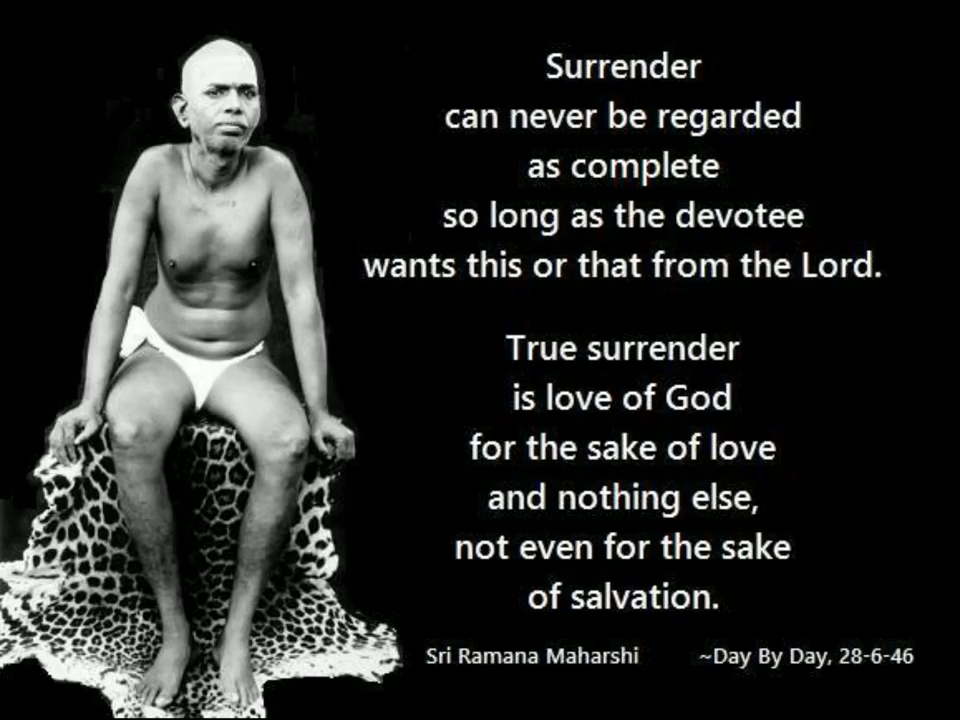 Surrender
can never be regarded
as complete
so long as the devotee
wants this or that from the Lord.
True surrender
is love of God
for the sake of love
and nothing else,
not even for the sake
of salvation.
Sri Ramana Maharshi ~Day By Day, 28-6-46